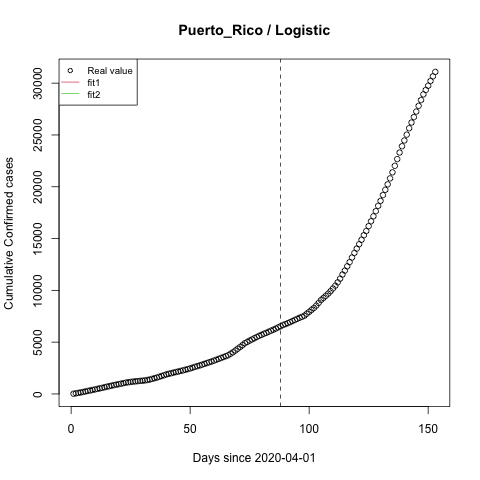 Puerto_Rico / Logistic
Real value
fit1
fit2
Cumulative Confirmed cases
30000
25000
20000
15000
10000
5000
0
0 50 100 150
Days since 2020-04-01